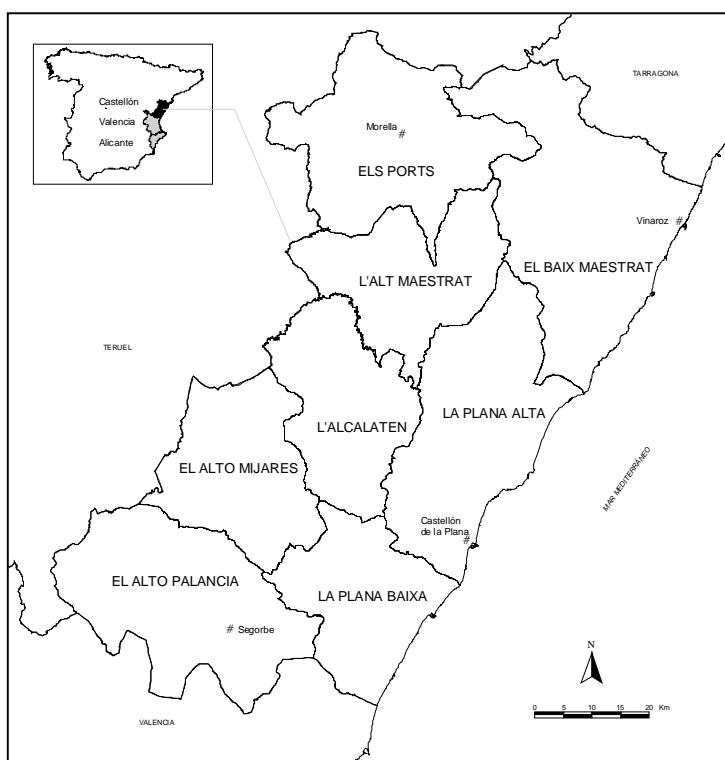 TARRAGONA
Castellón
Valencia
Alicante
Morella #
ELS PORTS
Vinaroz #
EL BAIX MAESTRAT
L'ALT MAESTRAT
TERUEL
LA PLANA ALTA
L'ALCALATEN
EL ALTO MIJARES
MAR MEDITERRÁNEO
Castellón
de la Plana #
EL ALTO PALANCIA
LA PLANA BAIXA
# Segorbe
N
VALENCIA
0 5 10 15 20 Km